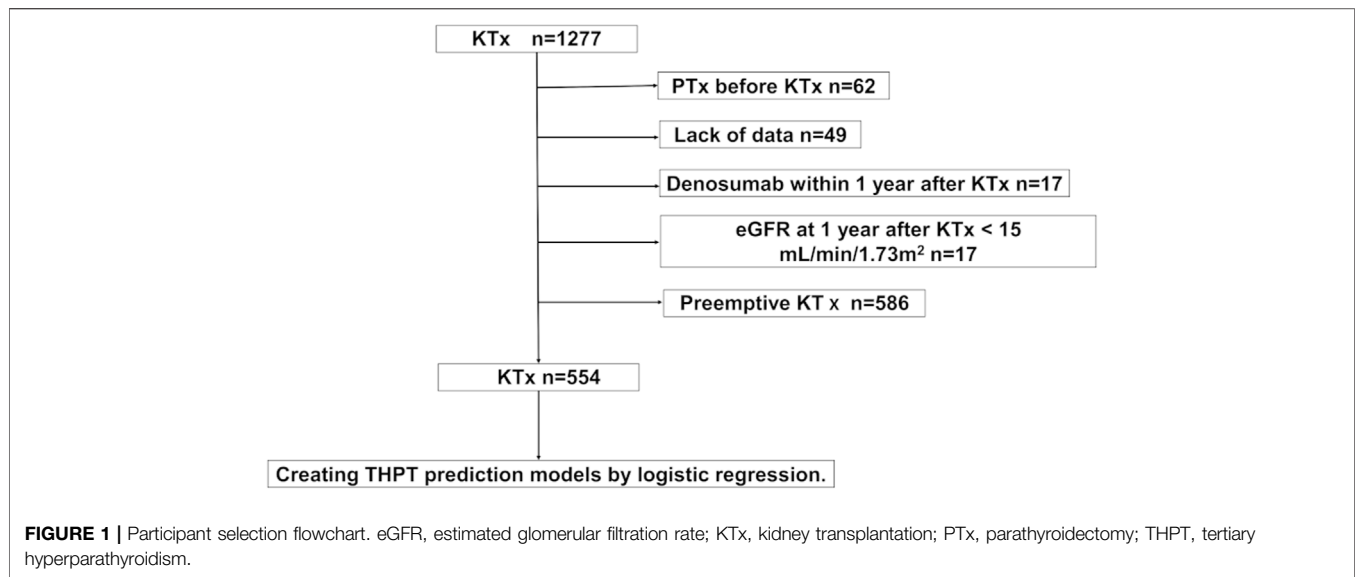 KTx n=1277
PTx before KTx n=62
Lack of data n=49
Denosumab within 1 year after KTx n=17
eGFR at 1 year after KTx < 15
mL/min/1.73m² n=17
Preemptive KT x n=586
KTx n=554
Creating THPT prediction models by logistic regression.
FIGURE 1 | Participant selection flowchart. eGFR, estimated glomerular filtration rate; KTx, kidney transplantation; PTx, parathyroidectomy; THPT, tertiary
hyperparathyroidism.